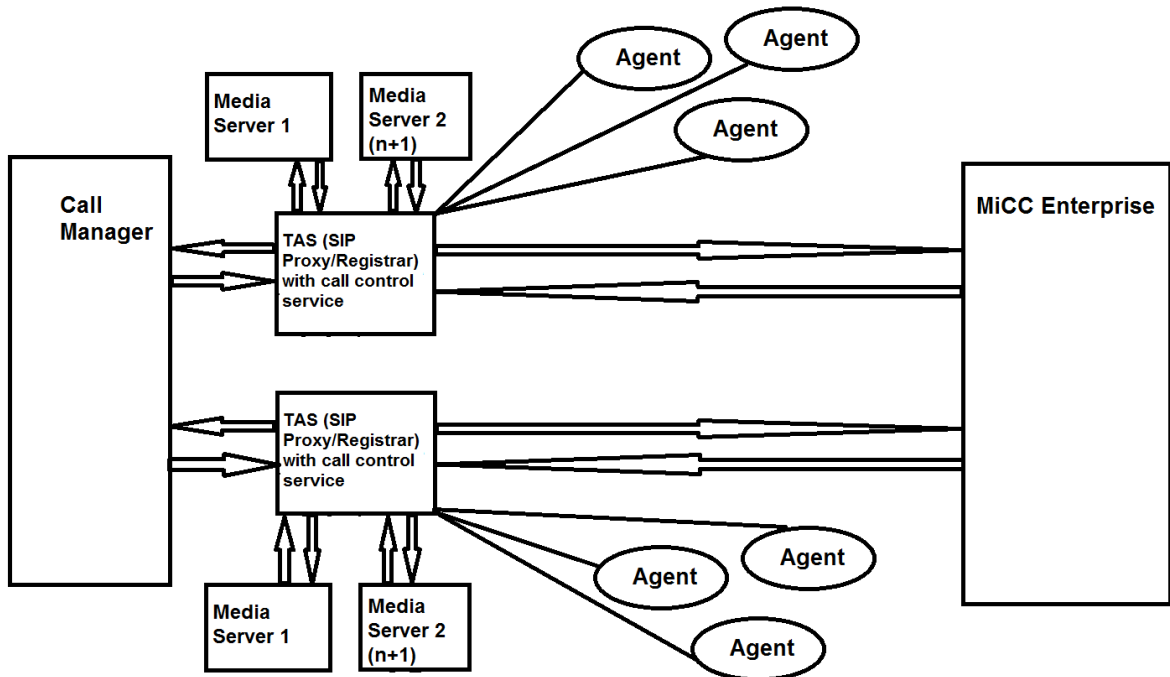 Agent
Agent
Media
Server 1
Media
Server 2
(n+1)
Agent
Call
Manager
TAS (SIP
Proxy/Registrar)
with call control
service
MiCC Enterprise
TAS (SIP
Proxy/Registrar)
with call control
service
Agent
Agent
Agent
Media
Server 1
Media
Server 2
(n+1)